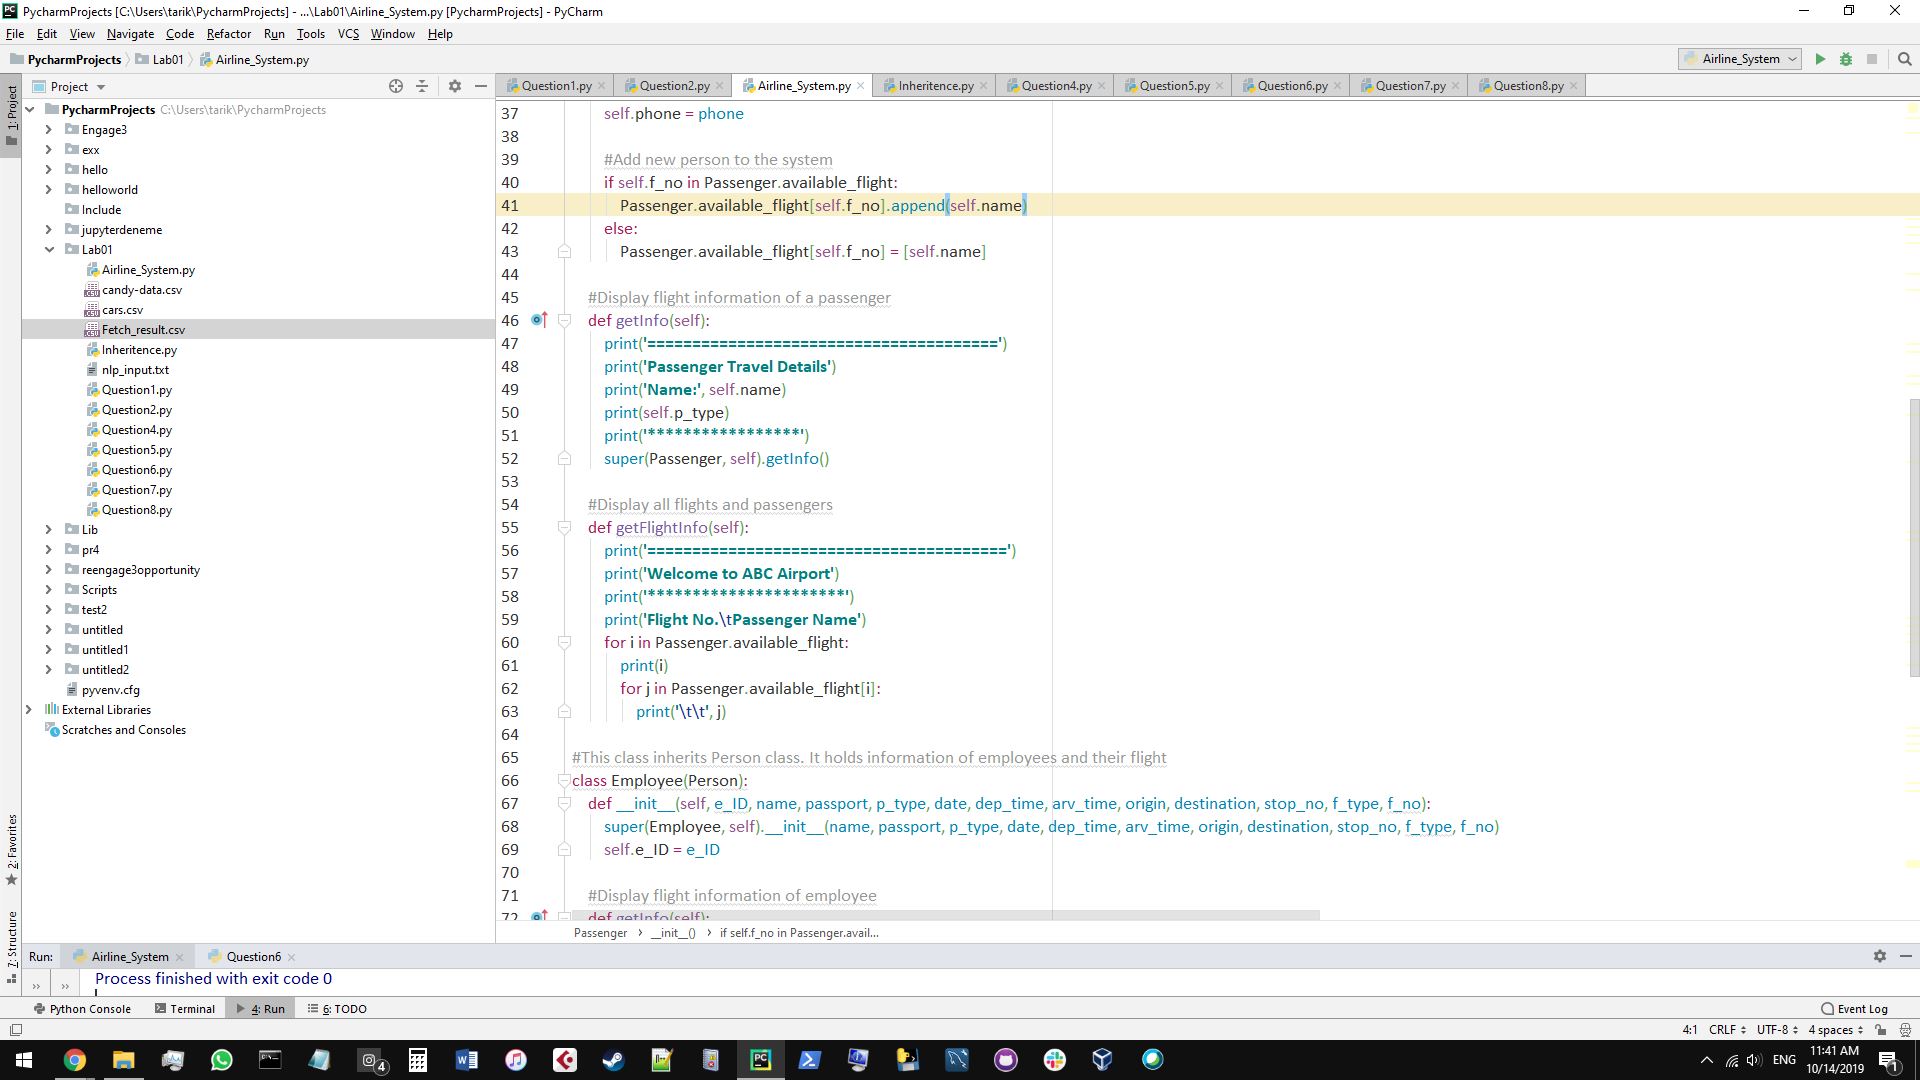 PycharmProjects [C:\Users\tarik\PycharmProjects] - ...\Lab01\Airline_System.py [PycharmProjects] - PyCharm
File Edit View Navigate Code Refactor Run Tools VCS Window Help
PycharmProjects Lab01 Airline_System.py
Airline_System
1: Project
Project
PycharmProjects C:\Users\tarik\PycharmProjects
Engage3
exx
hello
helloworld
Include
jupyterdeneme
Lab01
Airline_System.py
candy-data.csv
cars.csv
Fetch_result.csv
Inheritence.py
nlp_input.txt
Question1.py
Question2.py
Question4.py
Question5.py
Question6.py
Question7.py
Question8.py
Lib
pr4
reengage3opportunity
Scripts
test2
untitled
untitled1
untitled2
pyvenv.cfg
External Libraries
Scratches and Consoles
2: Favorites
7: Structure
Question1.py Question2.py Airline_System.py Inheritence.py Question4.py Question5.py Question6.py Question7.py Question8.py
37 self.phone = phone
38
39 #Add new person to the system
40 if self.f_no in Passenger.available_flight:
41 Passenger.available_flight[self.f_no].append(self.name)
42 else:
43 Passenger.available_flight[self.f_no] = [self.name]
44
45 #Display flight information of a passenger
46 def getInfo(self):
47 print('=======================================')
48 print('Passenger Travel Details')
49 print('Name:', self.name)
50 print(self.p_type)
51 print('*****************')
52 super(Passenger, self).getInfo()
53
54 #Display all flights and passengers
55 def getFlightInfo(self):
56 print('========================================')
57 print('Welcome to ABC Airport')
58 print('**********************')
59 print('Flight No.\tPassenger Name')
60 for i in Passenger.available_flight:
61 print(i)
62 for j in Passenger.available_flight[i]:
63 print('\t\t', j)
64
65 #This class inherits Person class. It holds information of employees and their flight
66 class Employee(Person):
67 def __init__(self, e_ID, name, passport, p_type, date, dep_time, arv_time, origin, destination, stop_no, f_type, f_no):
68 super(Employee, self).__init__(name, passport, p_type, date, dep_time, arv_time, origin, destination, stop_no, f_type, f_no)
69 self.e_ID = e_ID
70
71 #Display flight information of employee
72 def getInfo(self):
Passenger › __init__() › if self.f_no in Passenger.avail...
Run: Airline_System Question6
Process finished with exit code 0
Python Console Terminal 4: Run 6: TODO Event Log
4:1 CRLF UTF-8 4 spaces
ENG
11:41 AM
10/14/2019
4
1